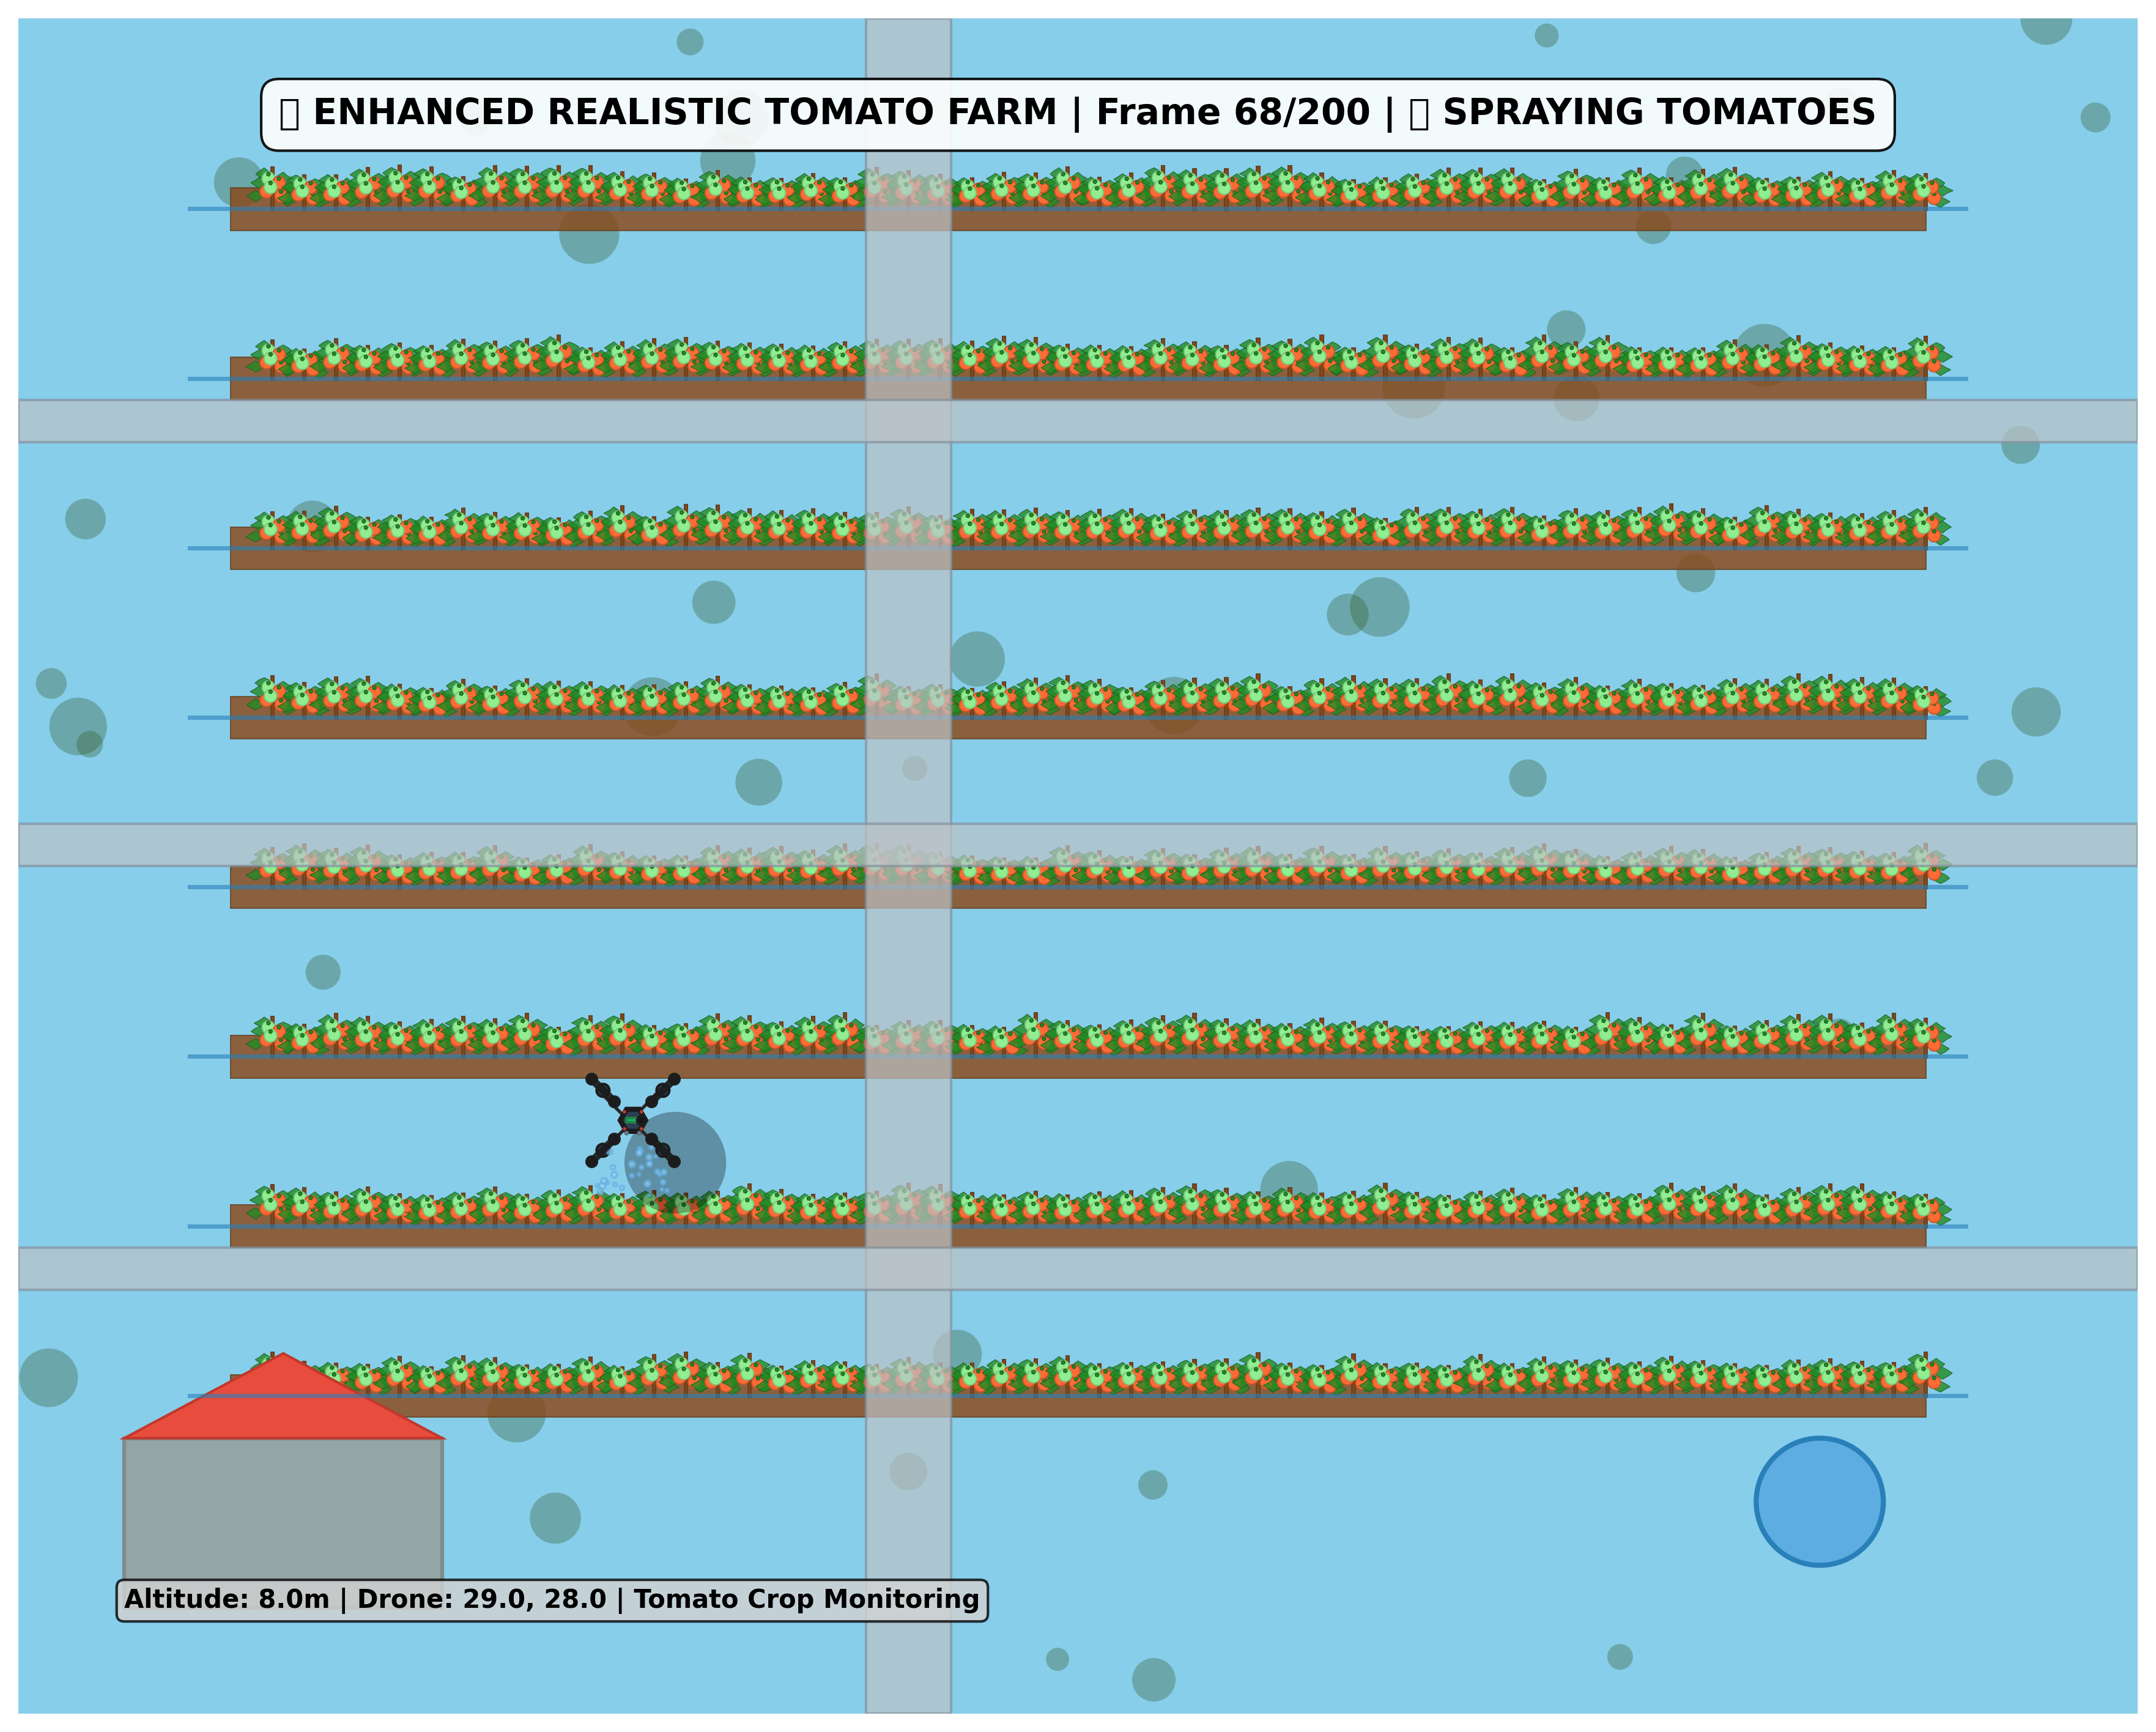 ▯ ENHANCED REALISTIC TOMATO FARM | Frame 68/200 | ▯ SPRAYING TOMATOES
Altitude: 8.0m | Drone: 29.0, 28.0 | Tomato Crop Monitoring